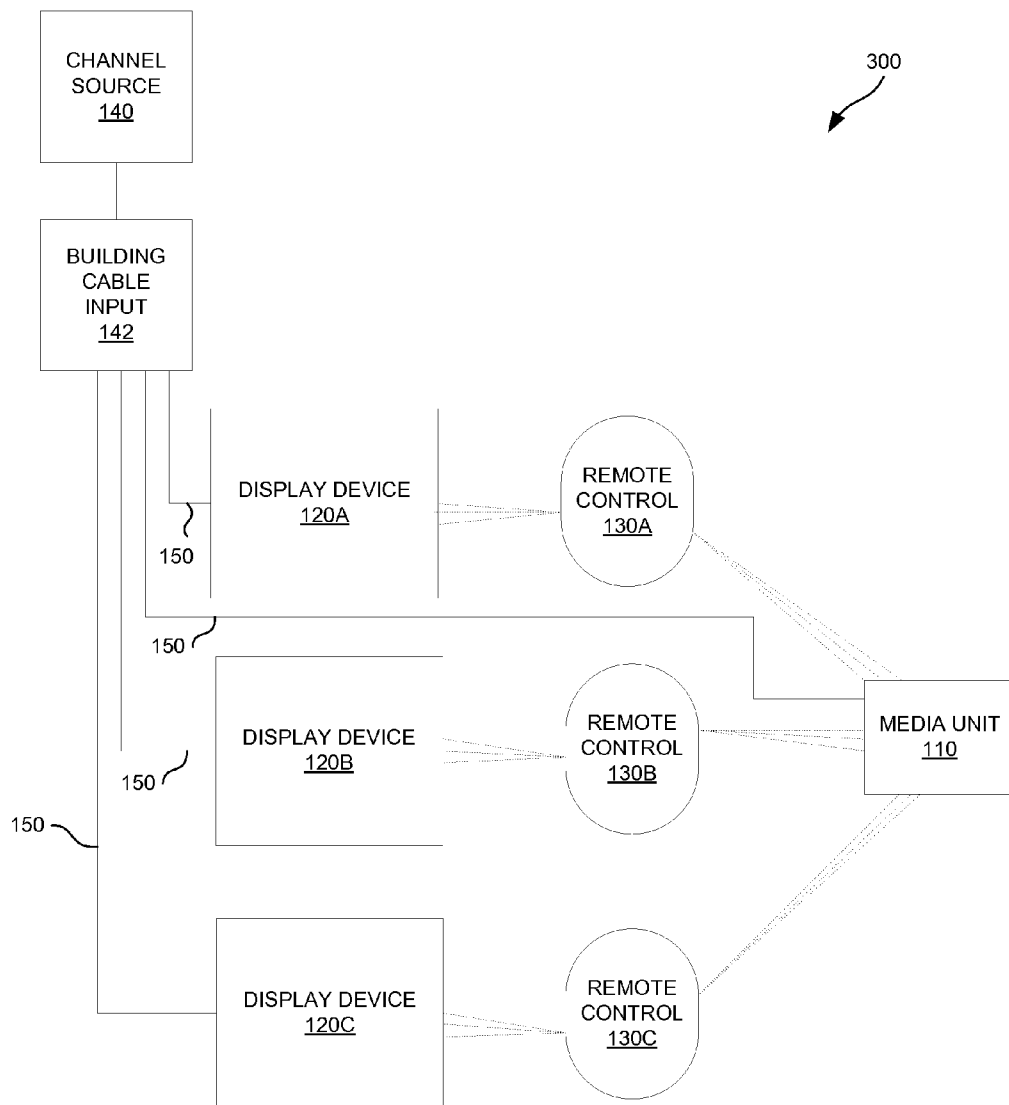 CHANNEL
SOURCE
140
300
BUILDING
CABLE
INPUT
142
DISPLAY DEVICE
120A
REMOTE
CONTROL
130A
150
150
DISPLAY DEVICE
120B
REMOTE
CONTROL
130B
MEDIA UNIT
110
150
150
DISPLAY DEVICE
120C
REMOTE
CONTROL
130C